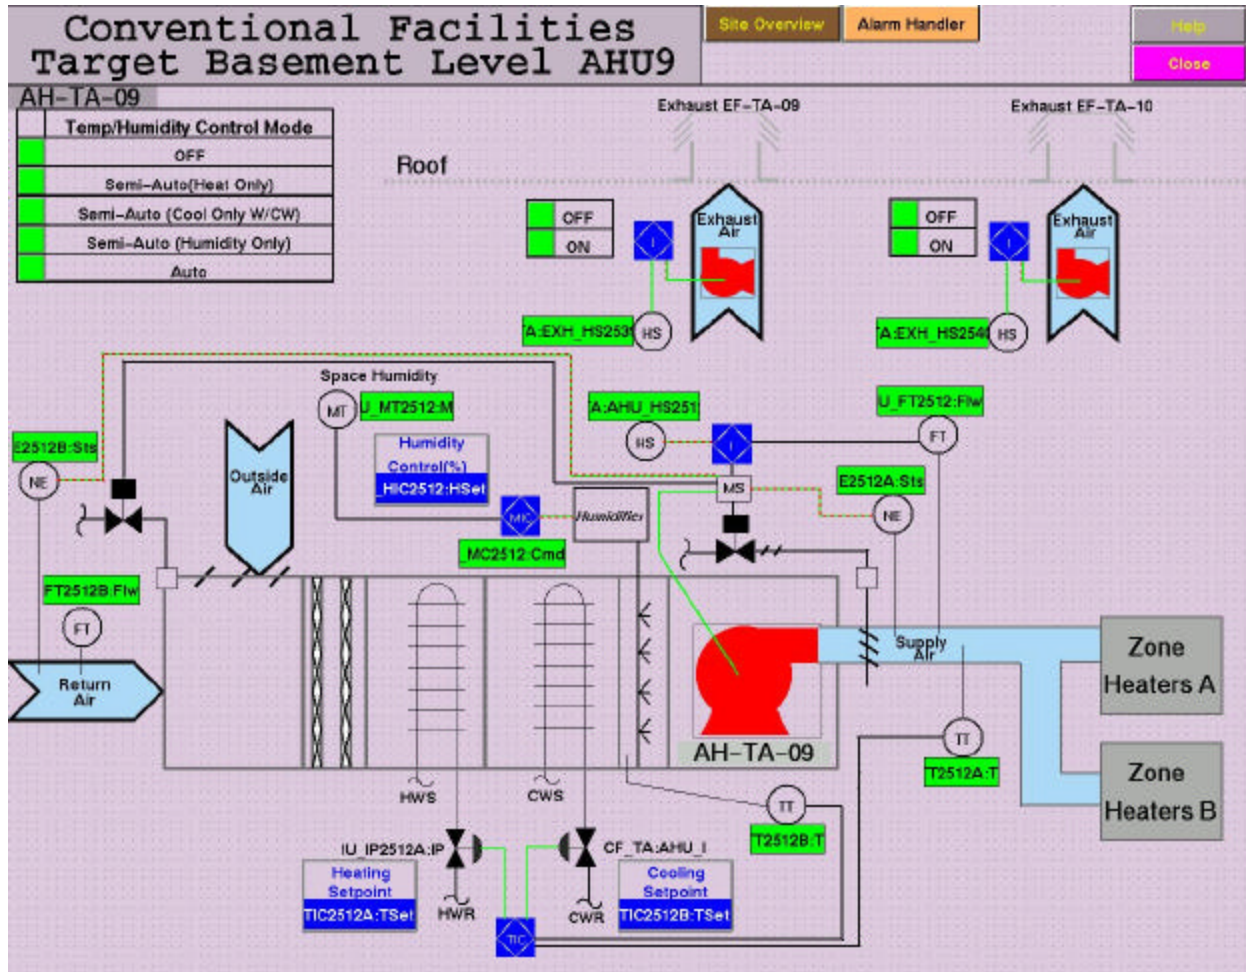 Conventional Facilities
Target Basement Level AHU9
Site Overview
Alarm Handler
Help
Close
AH-TA-09
Temp/Humidity Control Mode
OFF
Semi-Auto(Heat Only)
Semi-Auto (Cool Only W/CW)
Semi-Auto (Humidity Only)
Auto
Exhaust EF-TA-09
Exhaust EF-TA-10
Roof
OFF
ON
I
Exhaust
Air
OFF
ON
I
Exhaust
Air
TA:EXH_HS2539
HS
TA:EXH_HS2540
HS
Space Humidity
MT
U_MT2512:M
TA:AHU_HS251
HS
I
U_FT2512:Flw
FT
E2512B:Sts
NE
Outside
Air
Humidity
Control(%)
_HIC2512:HSet
MIC
Humidifier
MS
E2512A:Sts
NE
_MC2512:Cmd
FT2512B:Flw
FT
Return
Air
Supply
Air
Zone
Heaters A
AH-TA-09
TT
T2512A:T
Zone
Heaters B
HWS
CWS
TT
T2512B:T
IU_IP2512A:IP
CF_TA:AHU_I
Heating
Setpoint
TIC2512A:TSet
HWR
Cooling
Setpoint
TIC2512B:TSet
CWR
TIC